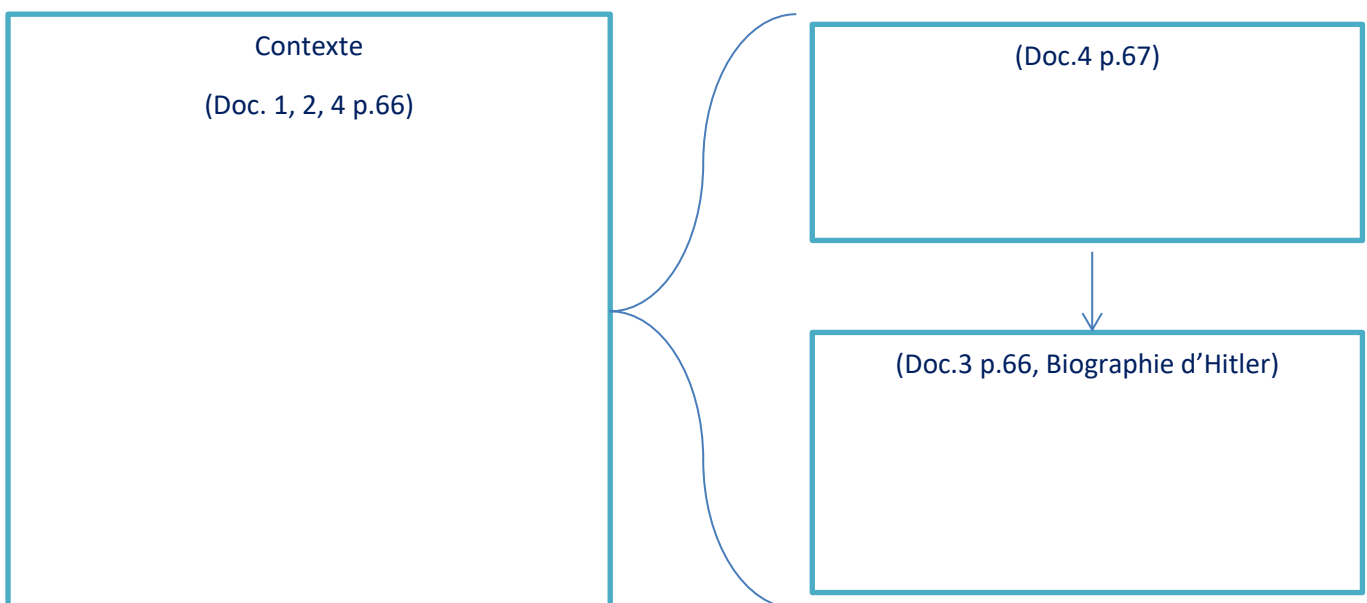 Contexte
(Doc. 1, 2, 4 p.66)
(Doc.4 p.67)
(Doc.3 p.66, Biographie d’Hitler)